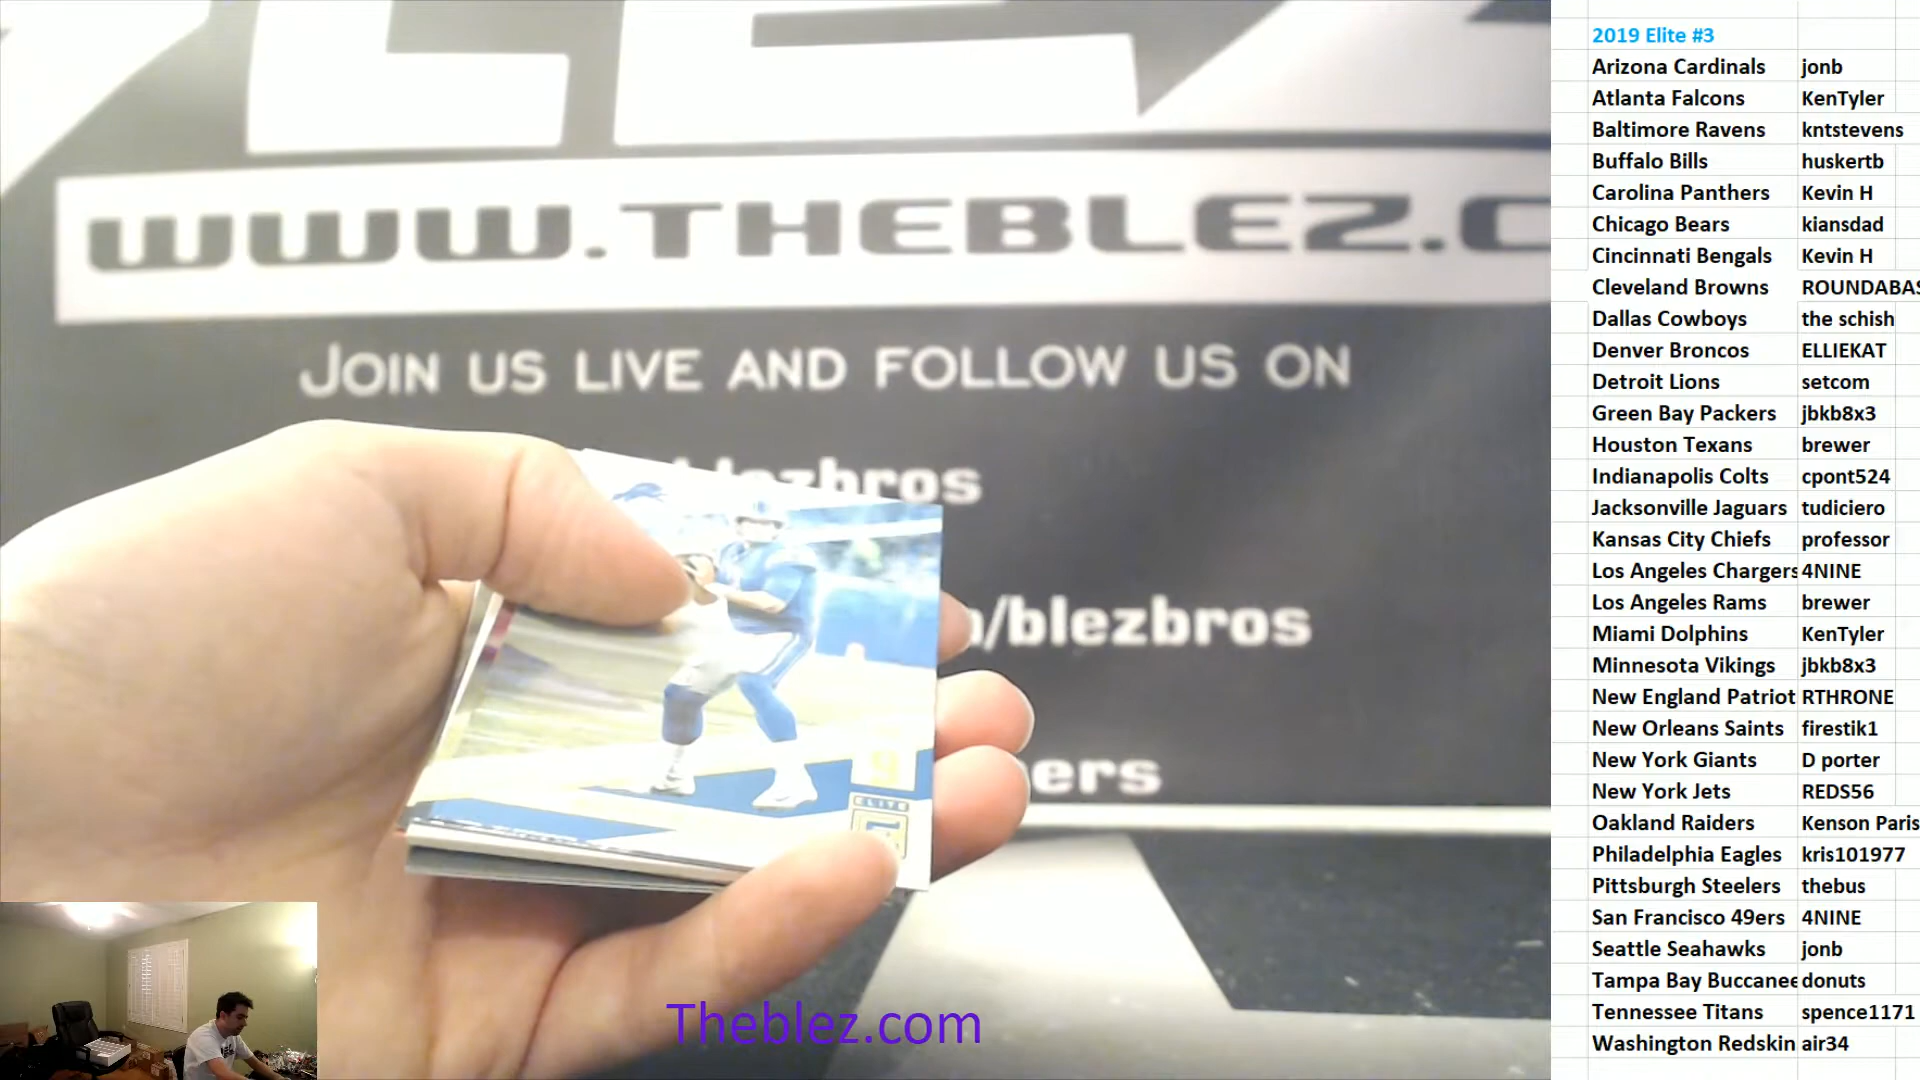 WWW.THEBLEZ.C
JOIN US LIVE AND FOLLOW US ON
blezbros
/blezbros
ers
ELITE
Theblez.com
2019 Elite #3
Arizona Cardinals jonb
Atlanta Falcons KenTyler
Baltimore Ravens kntstevens
Buffalo Bills huskertb
Carolina Panthers Kevin H
Chicago Bears kiansdad
Cincinnati Bengals Kevin H
Cleveland Browns ROUNDABAS
Dallas Cowboys the schish
Denver Broncos ELLIEKAT
Detroit Lions setcom
Green Bay Packers jbkb8x3
Houston Texans brewer
Indianapolis Colts cpont524
Jacksonville Jaguars tudiciero
Kansas City Chiefs professor
Los Angeles Chargers 4NINE
Los Angeles Rams brewer
Miami Dolphins KenTyler
Minnesota Vikings jbkb8x3
New England Patriot RTHRONE
New Orleans Saints firestik1
New York Giants D porter
New York Jets REDS56
Oakland Raiders Kenson Paris
Philadelphia Eagles kris101977
Pittsburgh Steelers thebus
San Francisco 49ers 4NINE
Seattle Seahawks jonb
Tampa Bay Buccanee donuts
Tennessee Titans spence1171
Washington Redskin air34